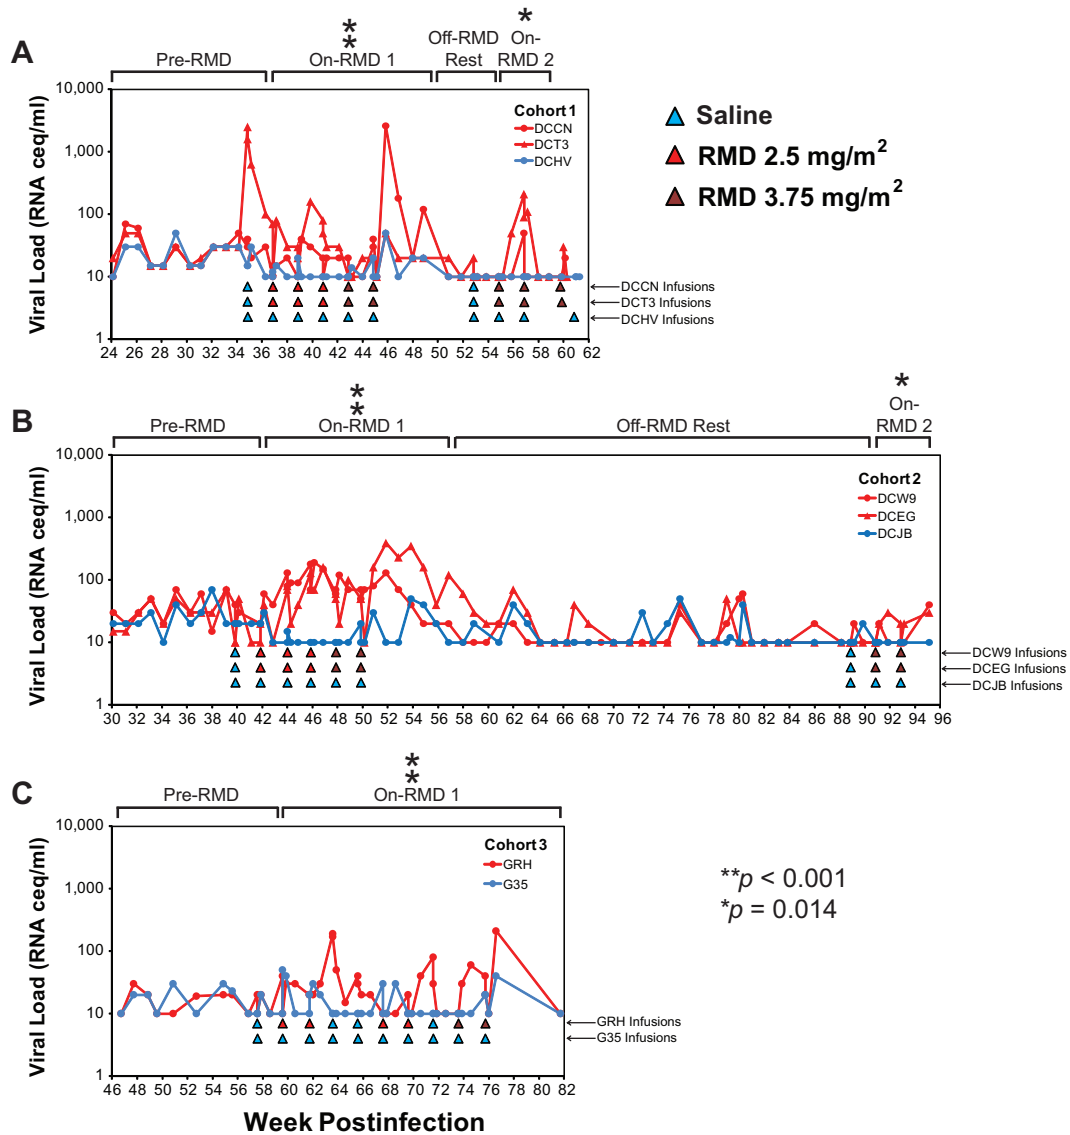 A
Pre-RMD
**
On-RMD 1
Off-RMD
Rest
*
On-
RMD 2
Viral Load (RNA ceq/ml)
10,000
1,000
100
10
1
Cohort 1
DCCN
DCT3
DCHV
DCCN Infusions
DCT3 Infusions
DCHV Infusions
24 26 28 30 32 34 36 38 40 42 44 46 48 50 52 54 56 58 60 62
Saline
RMD 2.5 mg/m²
RMD 3.75 mg/m²
B
Pre-RMD
**
On-RMD 1
Off-RMD Rest
*
On-
RMD 2
Viral Load (RNA ceq/ml)
10,000
1,000
100
10
1
Cohort 2
DCW9
DCEG
DCJB
DCW9 Infusions
DCEG Infusions
DCJB Infusions
30 32 34 36 38 40 42 44 46 48 50 52 54 56 58 60 62 64 66 68 70 72 74 76 78 80 82 84 86 88 90 92 94 96
C
Pre-RMD
**
On-RMD 1
Viral Load (RNA ceq/ml)
10,000
1,000
100
10
1
Cohort 3
GRH
G35
GRH Infusions
G35 Infusions
46 48 50 52 54 56 58 60 62 64 66 68 70 72 74 76 78 80 82
Week Postinfection
**p < 0.001
*p = 0.014